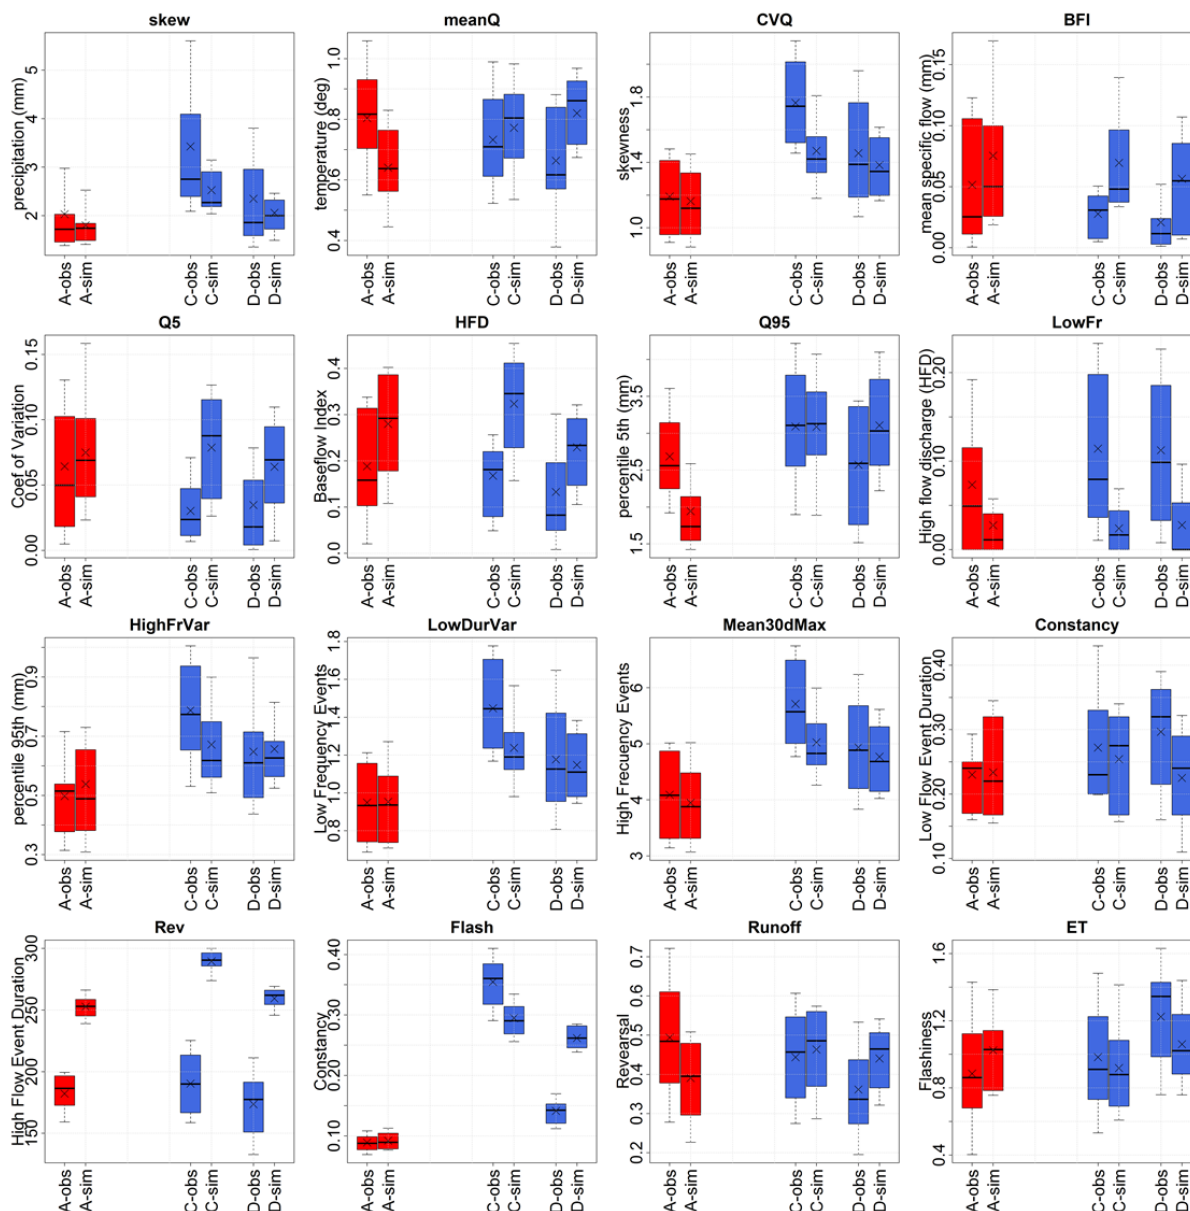 skew meanQ CVQ BFI
precipitation (mm)
2 3 4 5
A-obs A-sim C-obs C-sim D-obs D-sim
temperature (deg)
0.4 0.6 0.8 1.0
A-obs A-sim C-obs C-sim D-obs D-sim
skewness
1.0 1.4 1.8
A-obs A-sim C-obs C-sim D-obs D-sim
mean specific flow (mm)
0.00 0.05 0.10 0.15
A-obs A-sim C-obs C-sim D-obs D-sim
Q5 HFD Q95 LowFr
Coef of Variation
0.00 0.05 0.10 0.15
A-obs A-sim C-obs C-sim D-obs D-sim
Baseflow Index
0.0 0.1 0.2 0.3 0.4
A-obs A-sim C-obs C-sim D-obs D-sim
percentile 5th (mm)
1.5 2.5 3.5
A-obs A-sim C-obs C-sim D-obs D-sim
High flow discharge (HFD)
0.00 0.10 0.20
A-obs A-sim C-obs C-sim D-obs D-sim
HighFrVar LowDurVar Mean30dMax Constancy
percentile 95th (mm)
0.3 0.5 0.7 0.9
A-obs A-sim C-obs C-sim D-obs D-sim
Low Frequency Events
0.8 1.0 1.2 1.4 1.6 1.8
A-obs A-sim C-obs C-sim D-obs D-sim
High Frecuency Events
3 4 5 6
A-obs A-sim C-obs C-sim D-obs D-sim
Low Flow Event Duration
0.10 0.20 0.30 0.40
A-obs A-sim C-obs C-sim D-obs D-sim
Rev Flash Runoff ET
High Flow Event Duration
150 200 250 300
A-obs A-sim C-obs C-sim D-obs D-sim
Constancy
0.10 0.20 0.30 0.40
A-obs A-sim C-obs C-sim D-obs D-sim
Revearsal
0.2 0.3 0.4 0.5 0.6 0.7
A-obs A-sim C-obs C-sim D-obs D-sim
Flashiness
0.4 0.8 1.2 1.6
A-obs A-sim C-obs C-sim D-obs D-sim